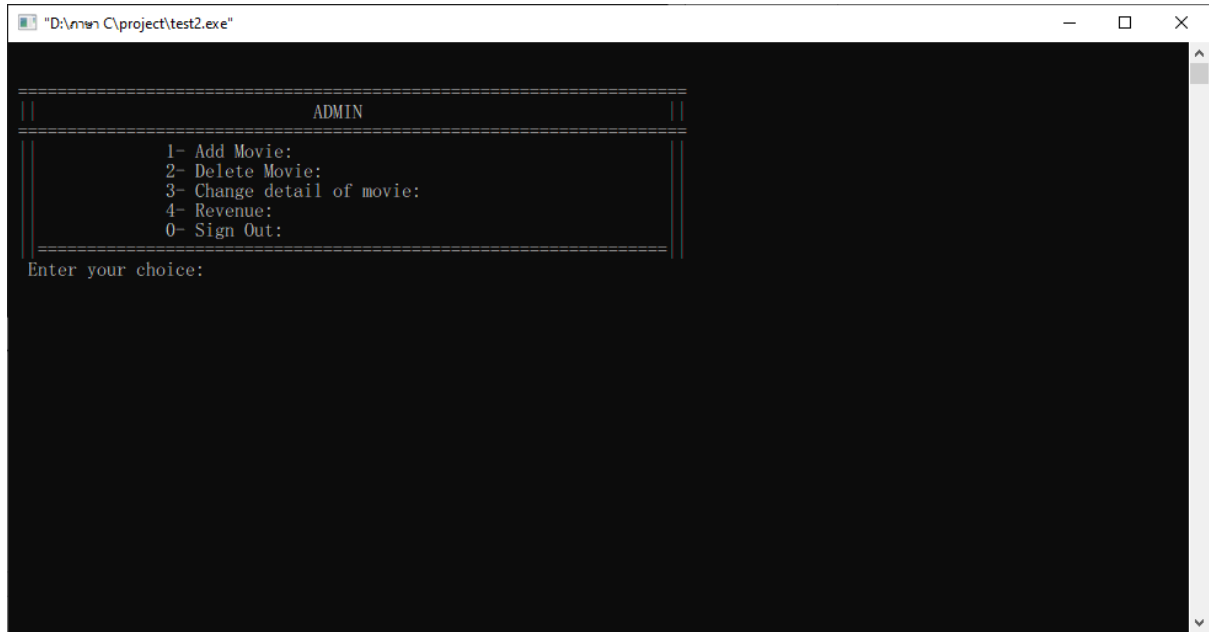 "D:\ภาษา C\project\test2.exe"
====================================================================
|| ADMIN ||
====================================================================
|| 1- Add Movie: ||
|| 2- Delete Movie: ||
|| 3- Change detail of movie: ||
|| 4- Revenue: ||
|| 0- Sign Out: ||
||================================================================||
Enter your choice: